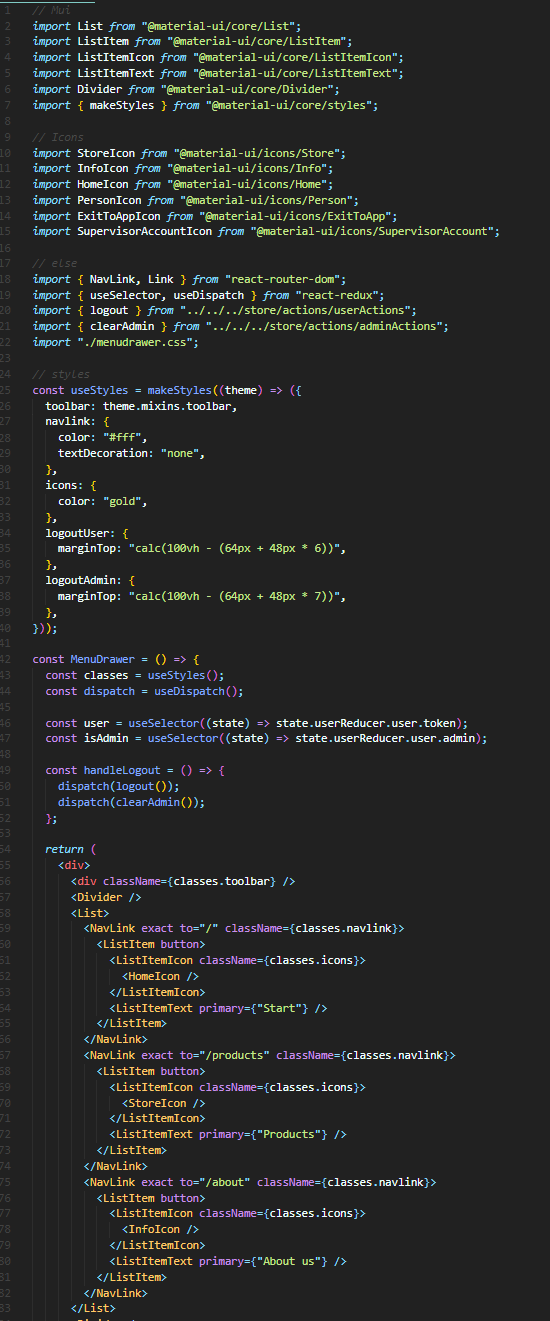 1 // Mui
2 import List from "@material-ui/core/List";
3 import ListItem from "@material-ui/core/ListItem";
4 import ListItemIcon from "@material-ui/core/ListItemIcon";
5 import ListItemText from "@material-ui/core/ListItemText";
6 import Divider from "@material-ui/core/Divider";
7 import { makeStyles } from "@material-ui/core/styles";
8
9 // Icons
10 import StoreIcon from "@material-ui/icons/Store";
11 import InfoIcon from "@material-ui/icons/Info";
12 import HomeIcon from "@material-ui/icons/Home";
13 import PersonIcon from "@material-ui/icons/Person";
14 import ExitToAppIcon from "@material-ui/icons/ExitToApp";
15 import SupervisorAccountIcon from "@material-ui/icons/SupervisorAccount";
16
17 // else
18 import { NavLink, Link } from "react-router-dom";
19 import { useSelector, useDispatch } from "react-redux";
20 import { logout } from "../../../store/actions/userActions";
21 import { clearAdmin } from "../../../store/actions/adminActions";
22 import "./menudrawer.css";
23
24 // styles
25 const useStyles = makeStyles((theme) => ({
26   toolbar: theme.mixins.toolbar,
27   navlink: {
28     color: "#fff",
29     textDecoration: "none",
30   },
31   icons: {
32     color: "gold",
33   },
34   logoutUser: {
35     marginTop: "calc(100vh - (64px + 48px * 6))",
36   },
37   logoutAdmin: {
38     marginTop: "calc(100vh - (64px + 48px * 7))",
39   },
40 }));
41
42 const MenuDrawer = () => {
43   const classes = useStyles();
44   const dispatch = useDispatch();
45
46   const user = useSelector((state) => state.userReducer.user.token);
47   const isAdmin = useSelector((state) => state.userReducer.user.admin);
48
49   const handleLogout = () => {
50     dispatch(logout());
51     dispatch(clearAdmin());
52   };
53
54   return (
55     <div>
56       <div className={classes.toolbar} />
57       <Divider />
58       <List>
59         <NavLink exact to="/" className={classes.navlink}>
60           <ListItem button>
61             <ListItemIcon className={classes.icons}>
62               <HomeIcon />
63             </ListItemIcon>
64             <ListItemText primary={"Start"} />
65           </ListItem>
66         </NavLink>
67         <NavLink exact to="/products" className={classes.navlink}>
68           <ListItem button>
69             <ListItemIcon className={classes.icons}>
70               <StoreIcon />
71             </ListItemIcon>
72             <ListItemText primary={"Products"} />
73           </ListItem>
74         </NavLink>
75         <NavLink exact to="/about" className={classes.navlink}>
76           <ListItem button>
77             <ListItemIcon className={classes.icons}>
78               <InfoIcon />
79             </ListItemIcon>
80             <ListItemText primary={"About us"} />
81           </ListItem>
82         </NavLink>
83       </List>